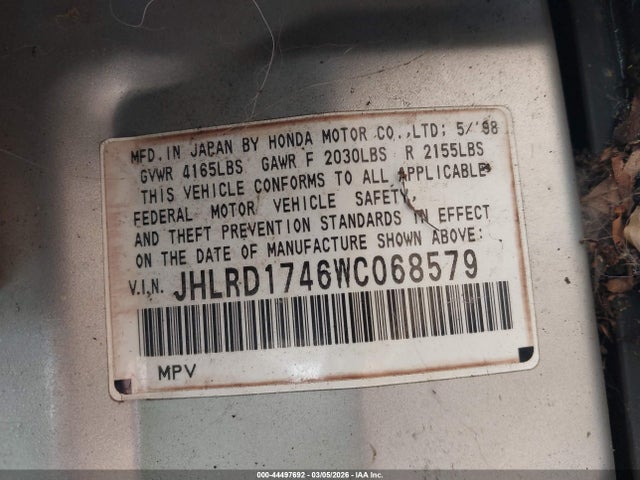 MFD. IN JAPAN BY HONDA MOTOR CO.,LTD; 5/'98
GVWR 4165LBS GAWR F 2030LBS R 2155LBS
THIS VEHICLE CONFORMS TO ALL APPLICABLE
FEDERAL MOTOR VEHICLE SAFETY,
AND THEFT PREVENTION STANDARDS IN EFFECT
ON THE DATE OF MANUFACTURE SHOWN ABOVE:
V.I.N. JHLRD1746WC068579
MPV
000-44497692 - 03/05/2026 - IAA Inc.